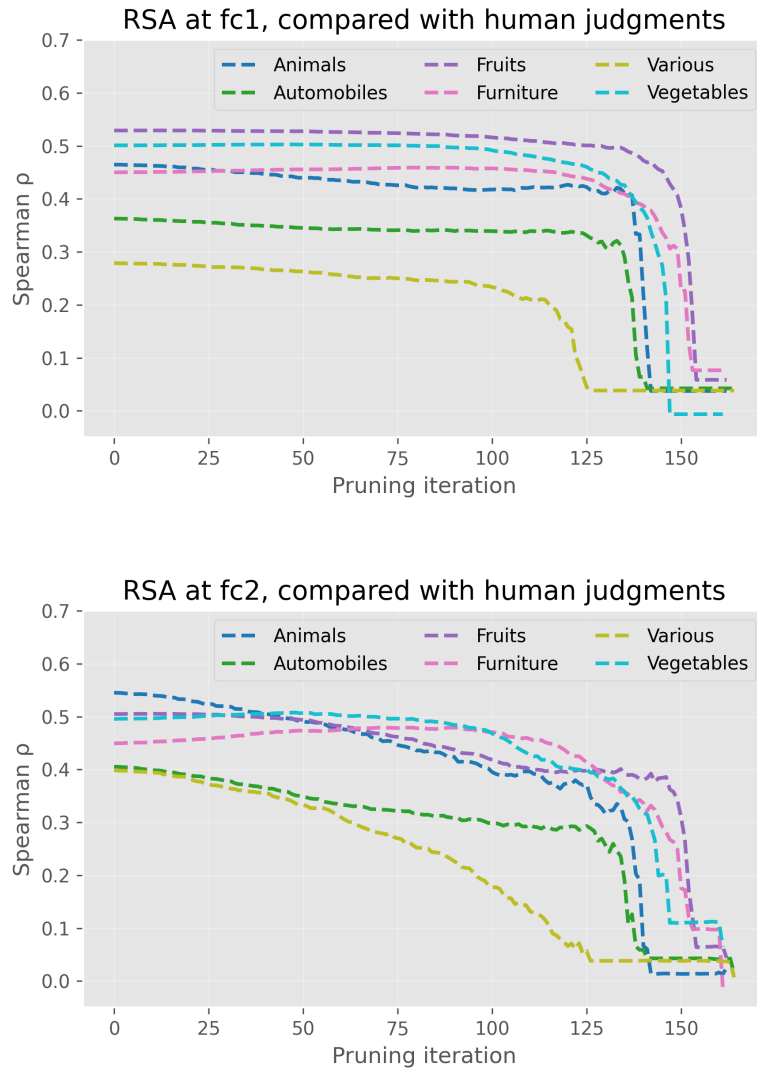 RSA at fc1, compared with human judgments
0.7
Animals Fruits Various
Automobiles Furniture Vegetables
0.6
0.5
0.4
0.3
0.2
0.1
0.0
Spearman ρ
0 25 50 75 100 125 150
Pruning iteration
RSA at fc2, compared with human judgments
0.7
Animals Fruits Various
Automobiles Furniture Vegetables
0.6
0.5
0.4
0.3
0.2
0.1
0.0
Spearman ρ
0 25 50 75 100 125 150
Pruning iteration